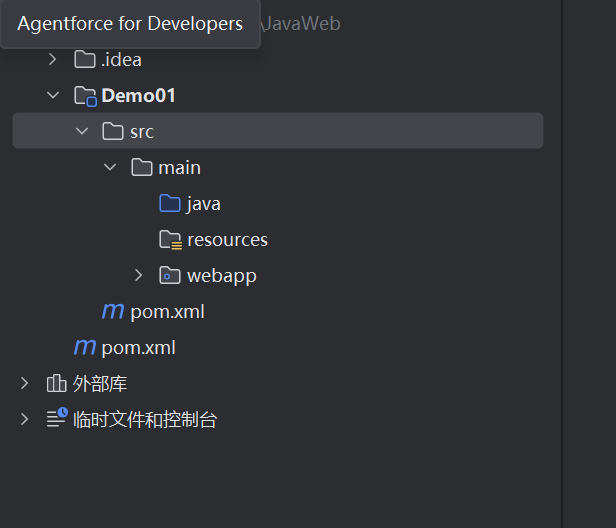 Agentforce for Developers \JavaWeb
.idea
Demo01
src
main
java
resources
webapp
pom.xml
pom.xml
外部库
临时文件和控制台